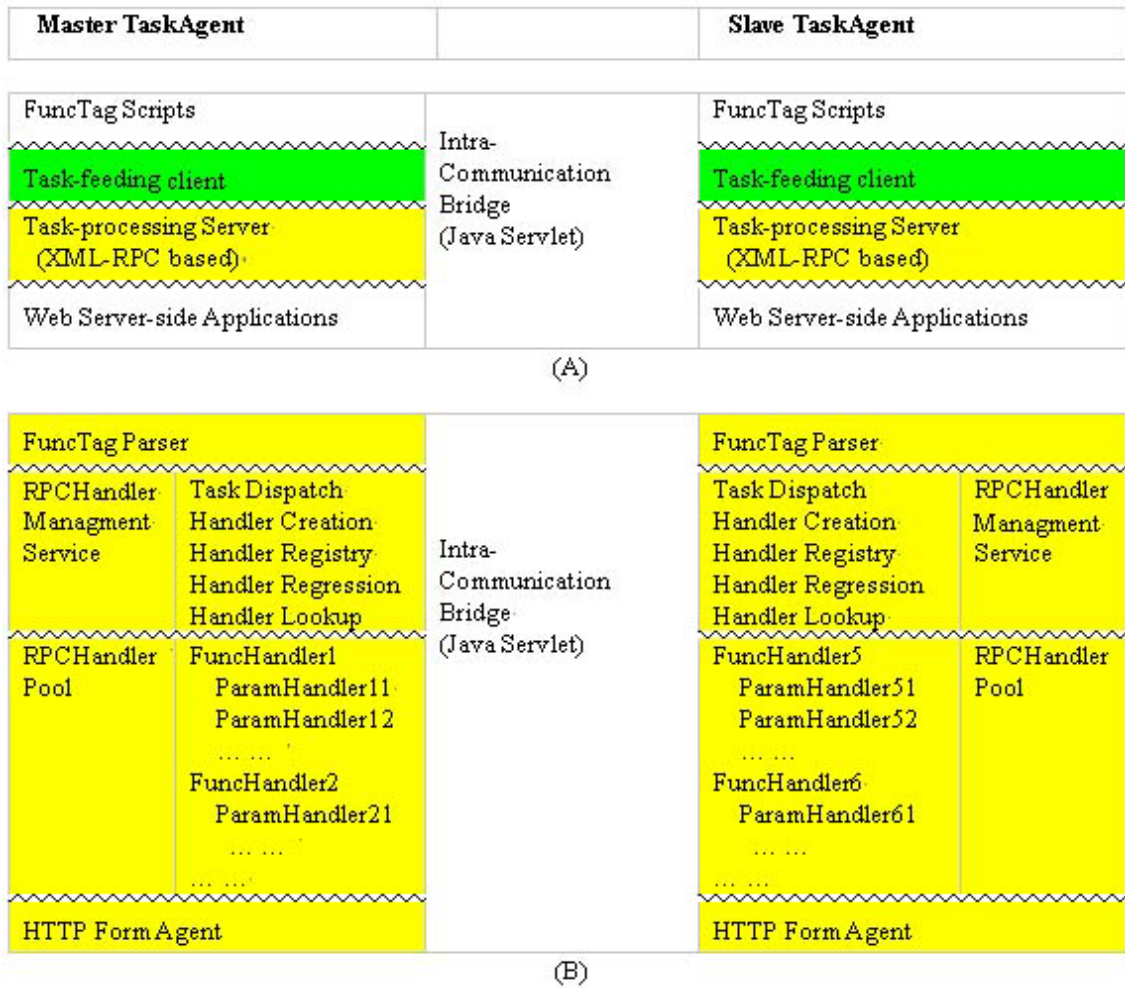 Master TaskAgent
Slave TaskAgent
FuncTag Scripts
Task-feeding client
Task-processing Server
(XML-RPC based)
Web Server-side Applications
Intra-
Communication
Bridge
(Java Servlet)
FuncTag Scripts
Task-feeding client
Task-processing Server
(XML-RPC based)
Web Server-side Applications
(A)
FuncTag Parser
RPCHandler
Managment
Service
Task Dispatch
Handler Creation
Handler Registry
Handler Regression
Handler Lookup
RPCHandler
Pool
FuncHandler1
ParamHandler11
ParamHandler12
... ...
FuncHandler2
ParamHandler21
... ...
... ...
HTTP Form Agent
Intra-
Communication
Bridge
(Java Servlet)
FuncTag Parser
Task Dispatch
Handler Creation
Handler Registry
Handler Regression
Handler Lookup
RPCHandler
Managment
Service
FuncHandler5
ParamHandler51
ParamHandler52
... ...
FuncHandler6
ParamHandler61
... ...
... ...
RPCHandler
Pool
HTTP Form Agent
(B)